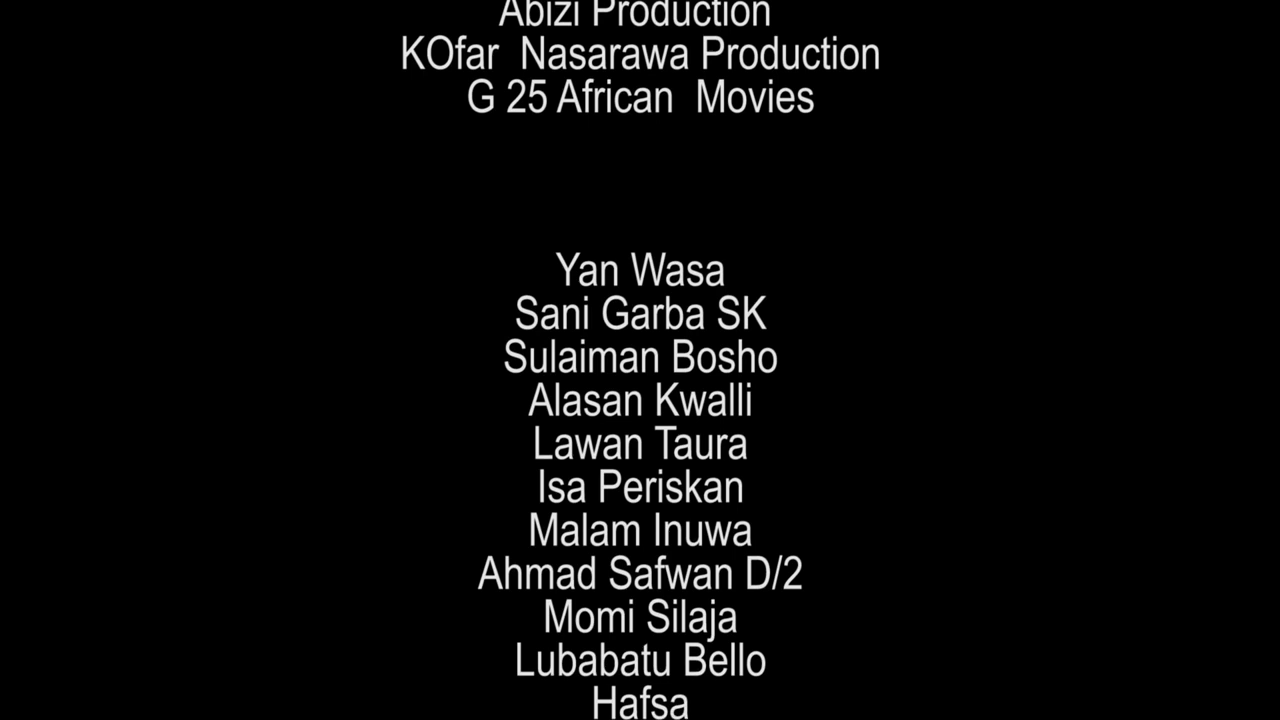 Abizi Production
KOfar Nasarawa Production
G 25 African Movies
Yan Wasa
Sani Garba SK
Sulaiman Bosho
Alasan Kwalli
Lawan Taura
Isa Periskan
Malam Inuwa
Ahmad Safwan D/2
Momi Silaja
Lubabatu Bello
Hafsa